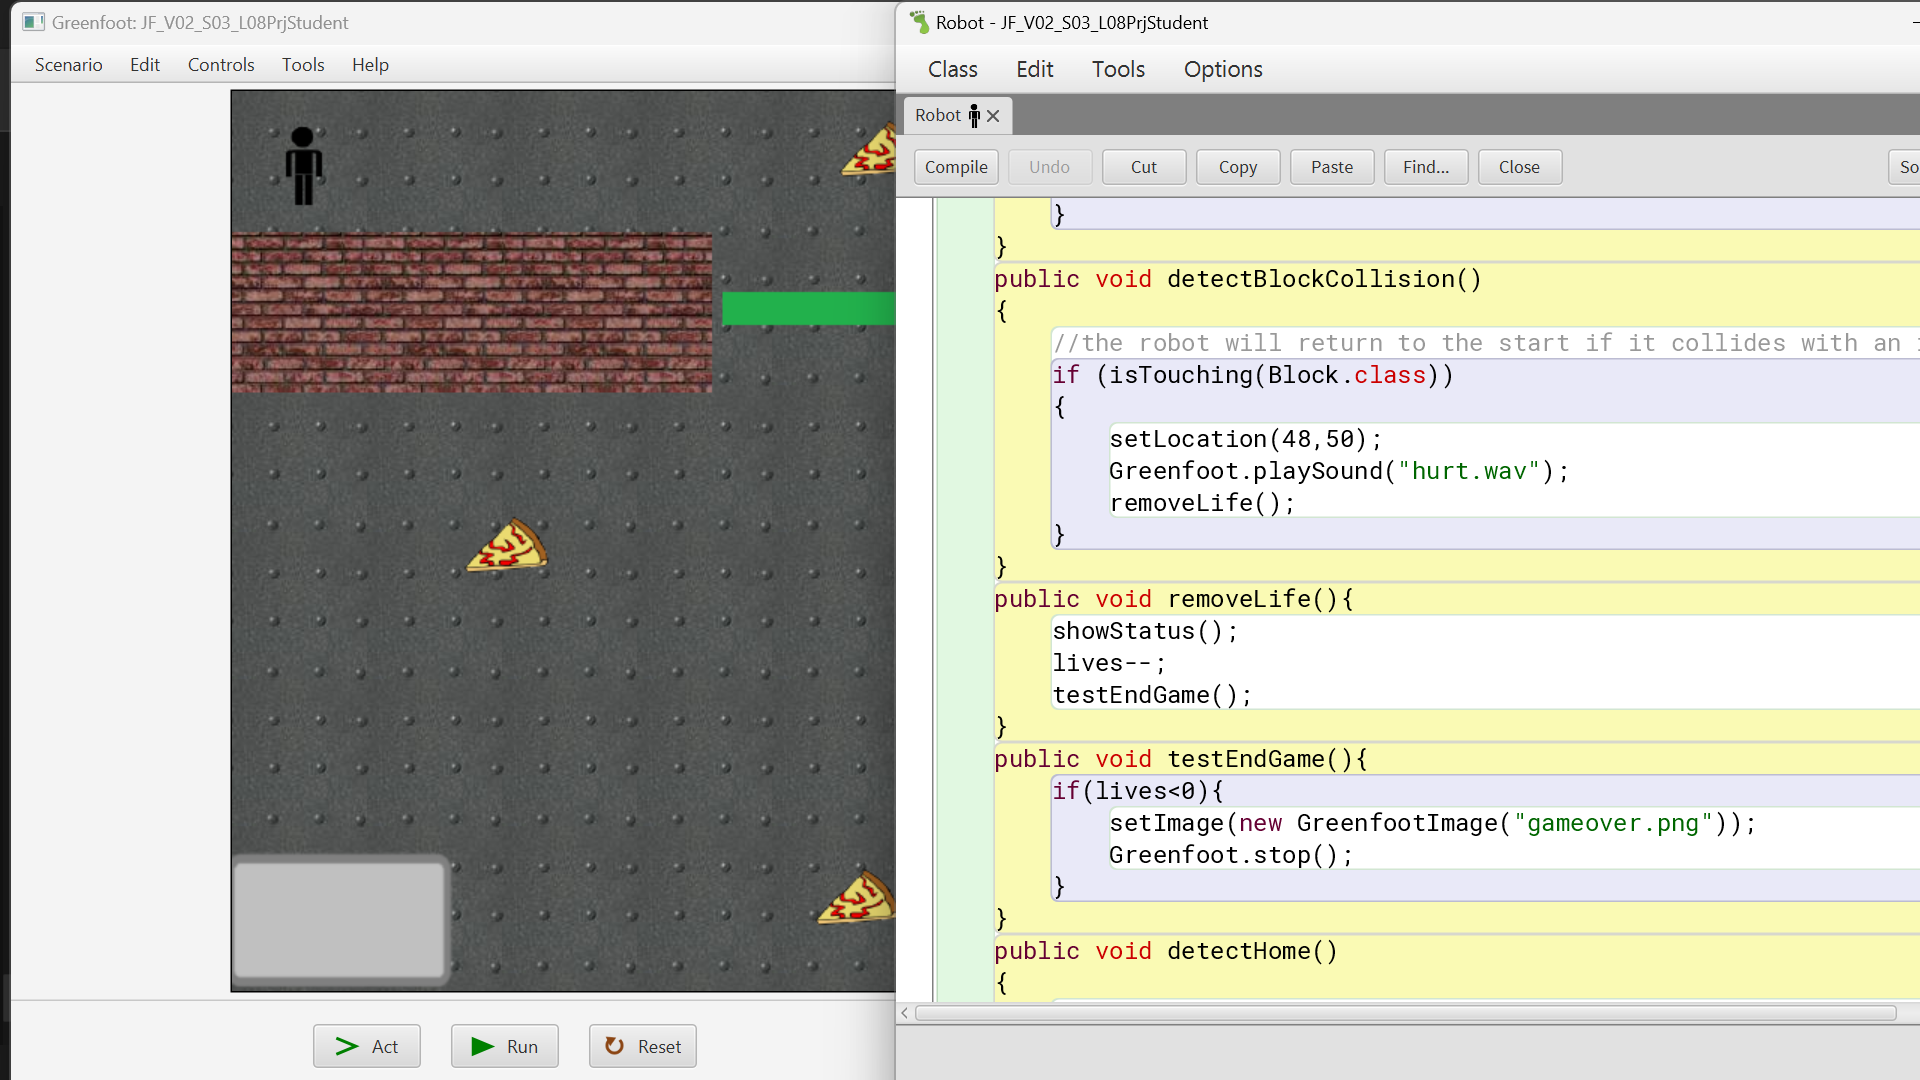 Greenfoot: JF_V02_S03_L08PrjStudent
Scenario Edit Controls Tools Help
Act Run Reset
Robot - JF_V02_S03_L08PrjStudent
Class Edit Tools Options
Robot
Compile Undo Cut Copy Paste Find... Close So
}
}
public void detectBlockCollision()
{
//the robot will return to the start if it collides with an
if (isTouching(Block.class))
{
setLocation(48,50);
Greenfoot.playSound("hurt.wav");
removeLife();
}
}
public void removeLife(){
showStatus();
lives--;
testEndGame();
}
public void testEndGame(){
if(lives<0){
setImage(new GreenfootImage("gameover.png"));
Greenfoot.stop();
}
}
public void detectHome()
{